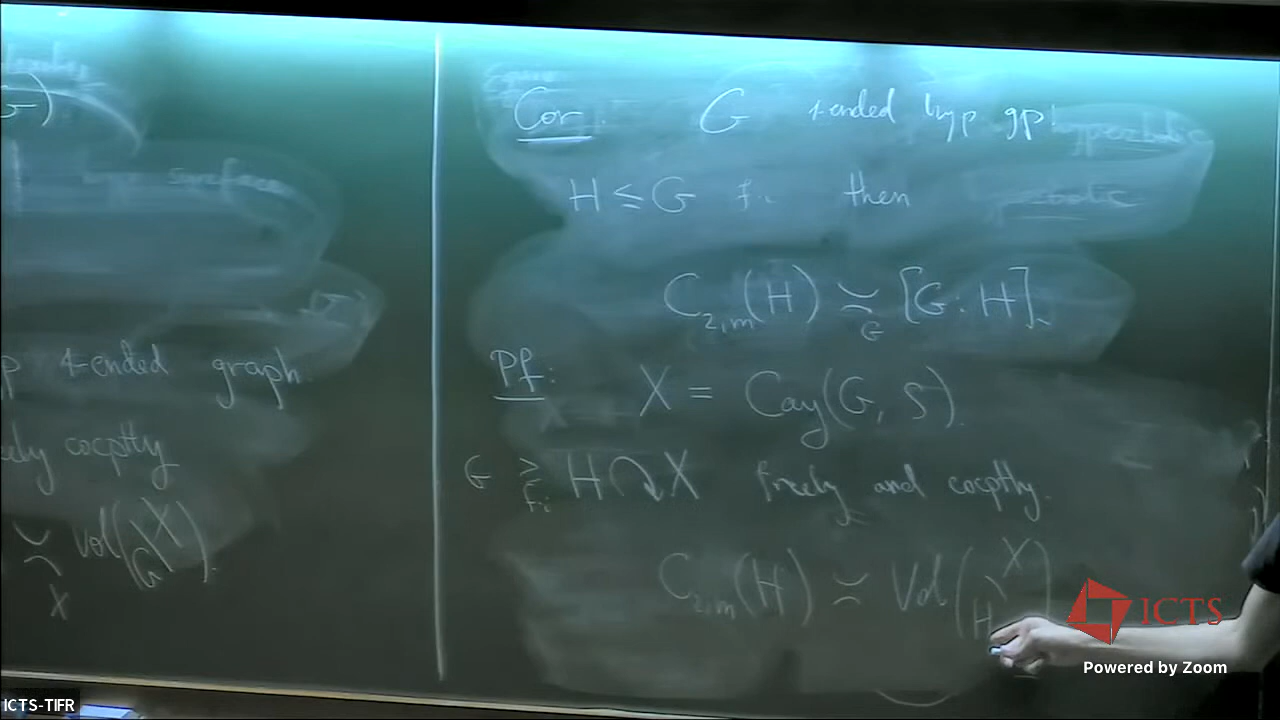 p 1-ended graph.
cocptly
≍_X Vol(G\X).
Cor. G 1-ended hyp gp.
H ≤ G f.i. then
C_{2,m}(H) ≍_G [G:H].
Pf: X = Cay(G, S).
G ≥_{f.i.} H ↷ X freely and cocptly.
C_{2,m}(H) ≍ Vol(H\X)
ICTS
Powered by Zoom
ICTS-TIFR